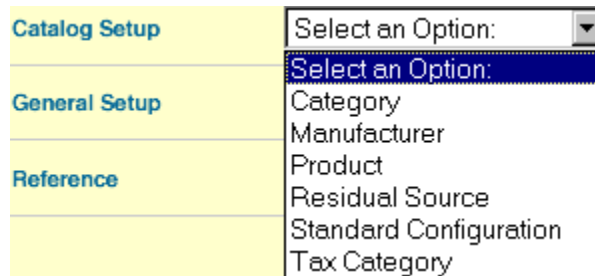 Catalog Setup
Select an Option:
Select an Option:
General Setup
Category
Manufacturer
Reference
Product
Residual Source
Standard Configuration
Tax Category